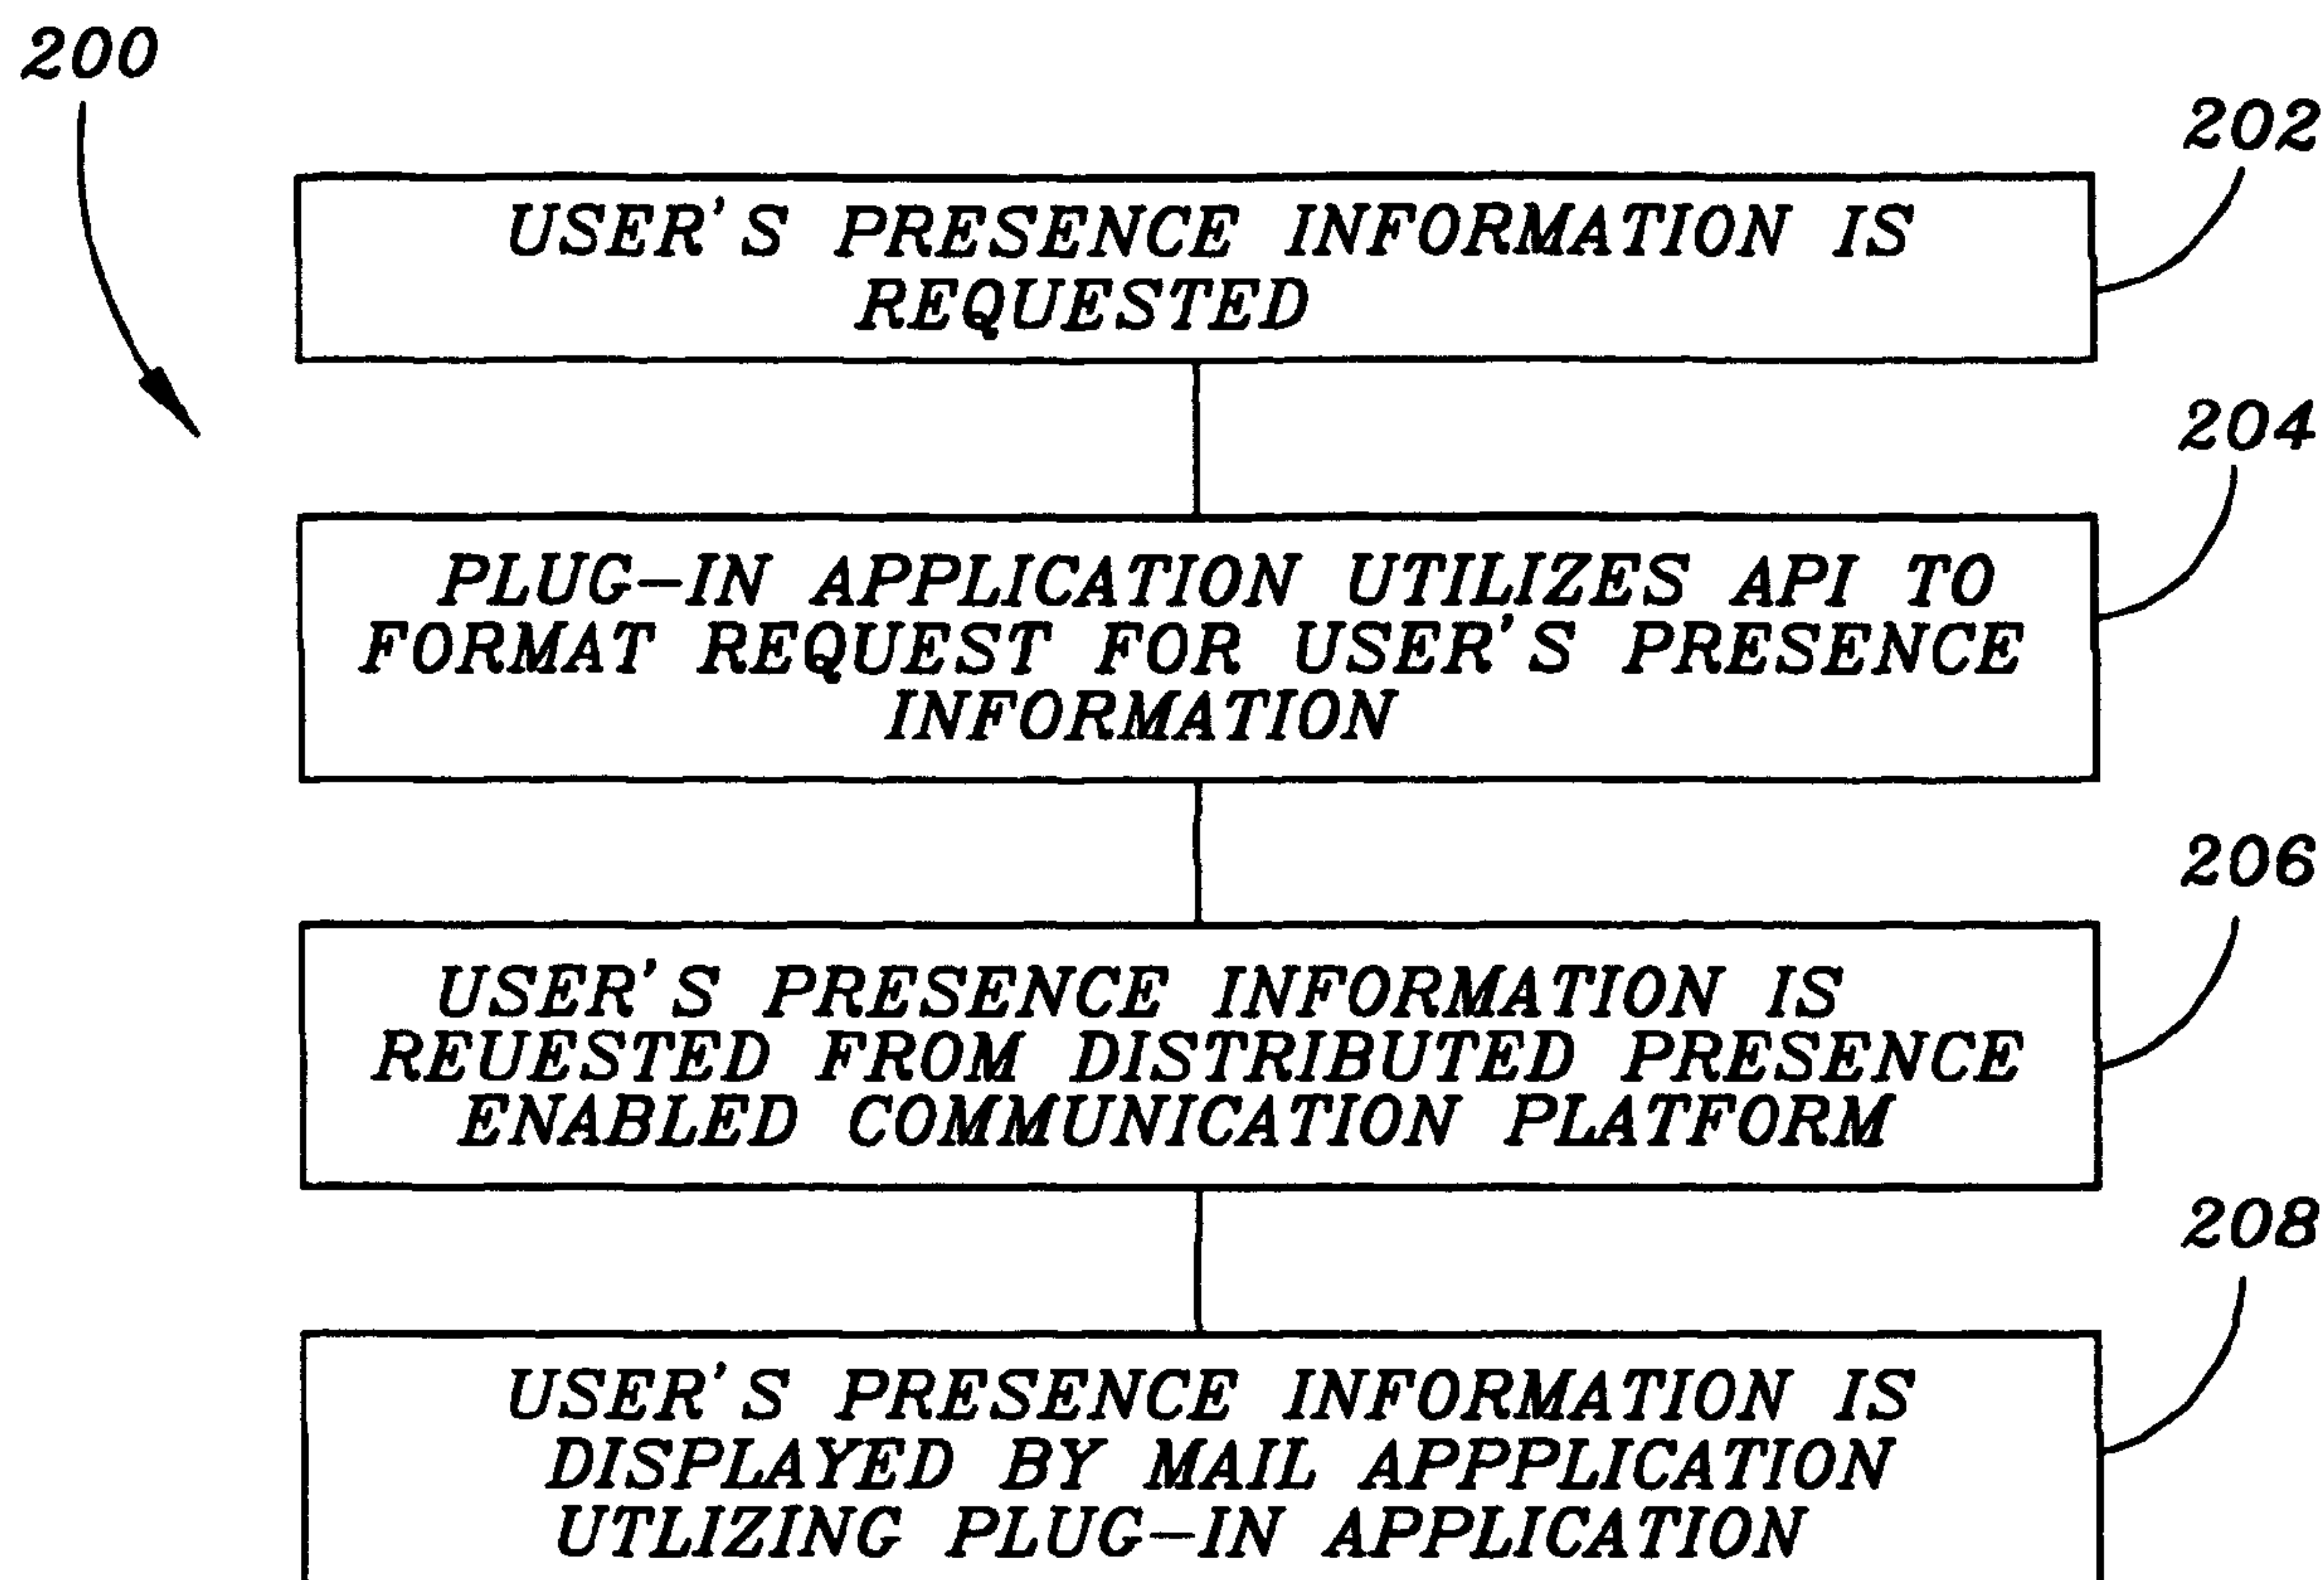 200
202
USER'S PRESENCE INFORMATION IS
REQUESTED
204
PLUG-IN APPLICATION UTILIZES API TO
FORMAT REQUEST FOR USER'S PRESENCE
INFORMATION
206
USER'S PRESENCE INFORMATION IS
REUESTED FROM DISTRIBUTED PRESENCE
ENABLED COMMUNICATION PLATFORM
208
USER'S PRESENCE INFORMATION IS
DISPLAYED BY MAIL APPPLICATION
UTLIZING PLUG-IN APPLICATION